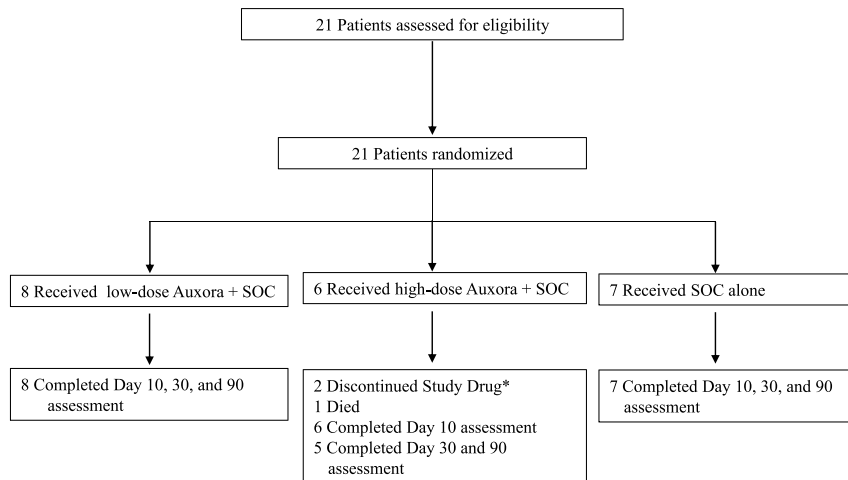 21 Patients assessed for eligibility
21 Patients randomized
8 Received low-dose Auxora + SOC
6 Received high-dose Auxora + SOC
7 Received SOC alone
8 Completed Day 10, 30, and 90
assessment
2 Discontinued Study Drug*
1 Died
6 Completed Day 10 assessment
5 Completed Day 30 and 90
assessment
7 Completed Day 10, 30, and 90
assessment